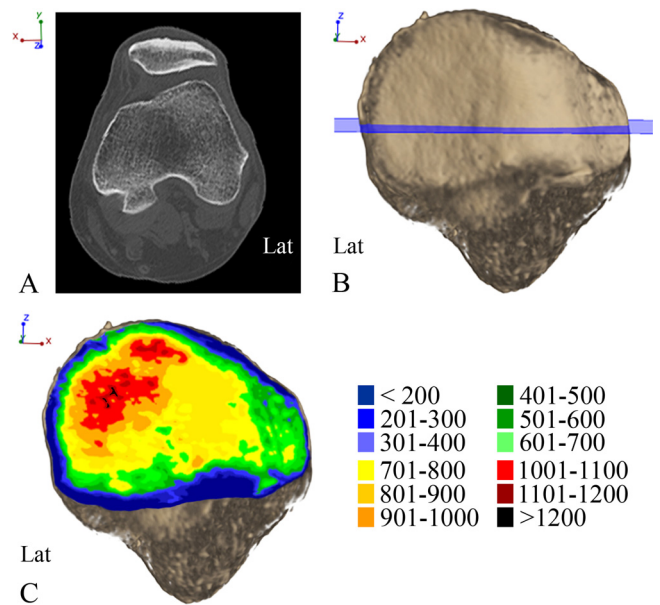 Y
X
Z
Lat
A
Z
Y
X
Lat
B
Z
Y
X
Lat
C
< 200
201-300
301-400
701-800
801-900
901-1000
401-500
501-600
601-700
1001-1100
1101-1200
>1200